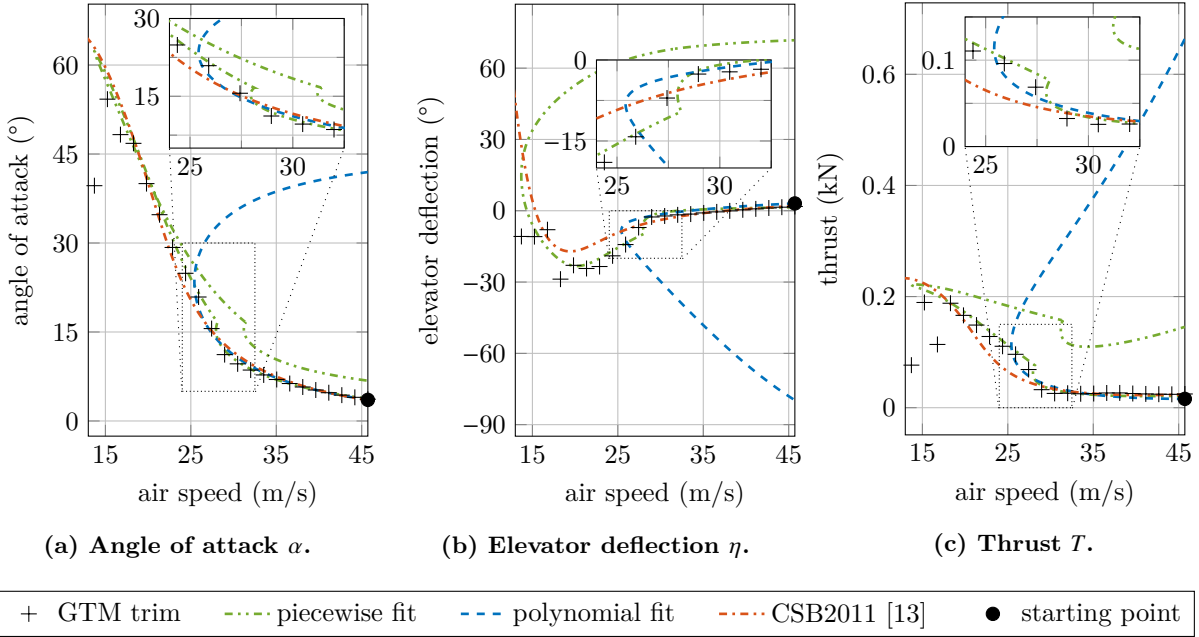 30
15
25 30
60
45
30
15
0
15 25 35 45
angle of attack (°)
air speed (m/s)
0
−15
25 30
60
30
0
−30
−60
−90
15 25 35 45
elevator deflection (°)
air speed (m/s)
0.1
0
25 30
0.6
0.4
0.2
0
15 25 35 45
thrust (kN)
air speed (m/s)
(a) Angle of attack α.
(b) Elevator deflection η.
(c) Thrust T.
GTM trim piecewise fit polynomial fit CSB2011 [13] starting point